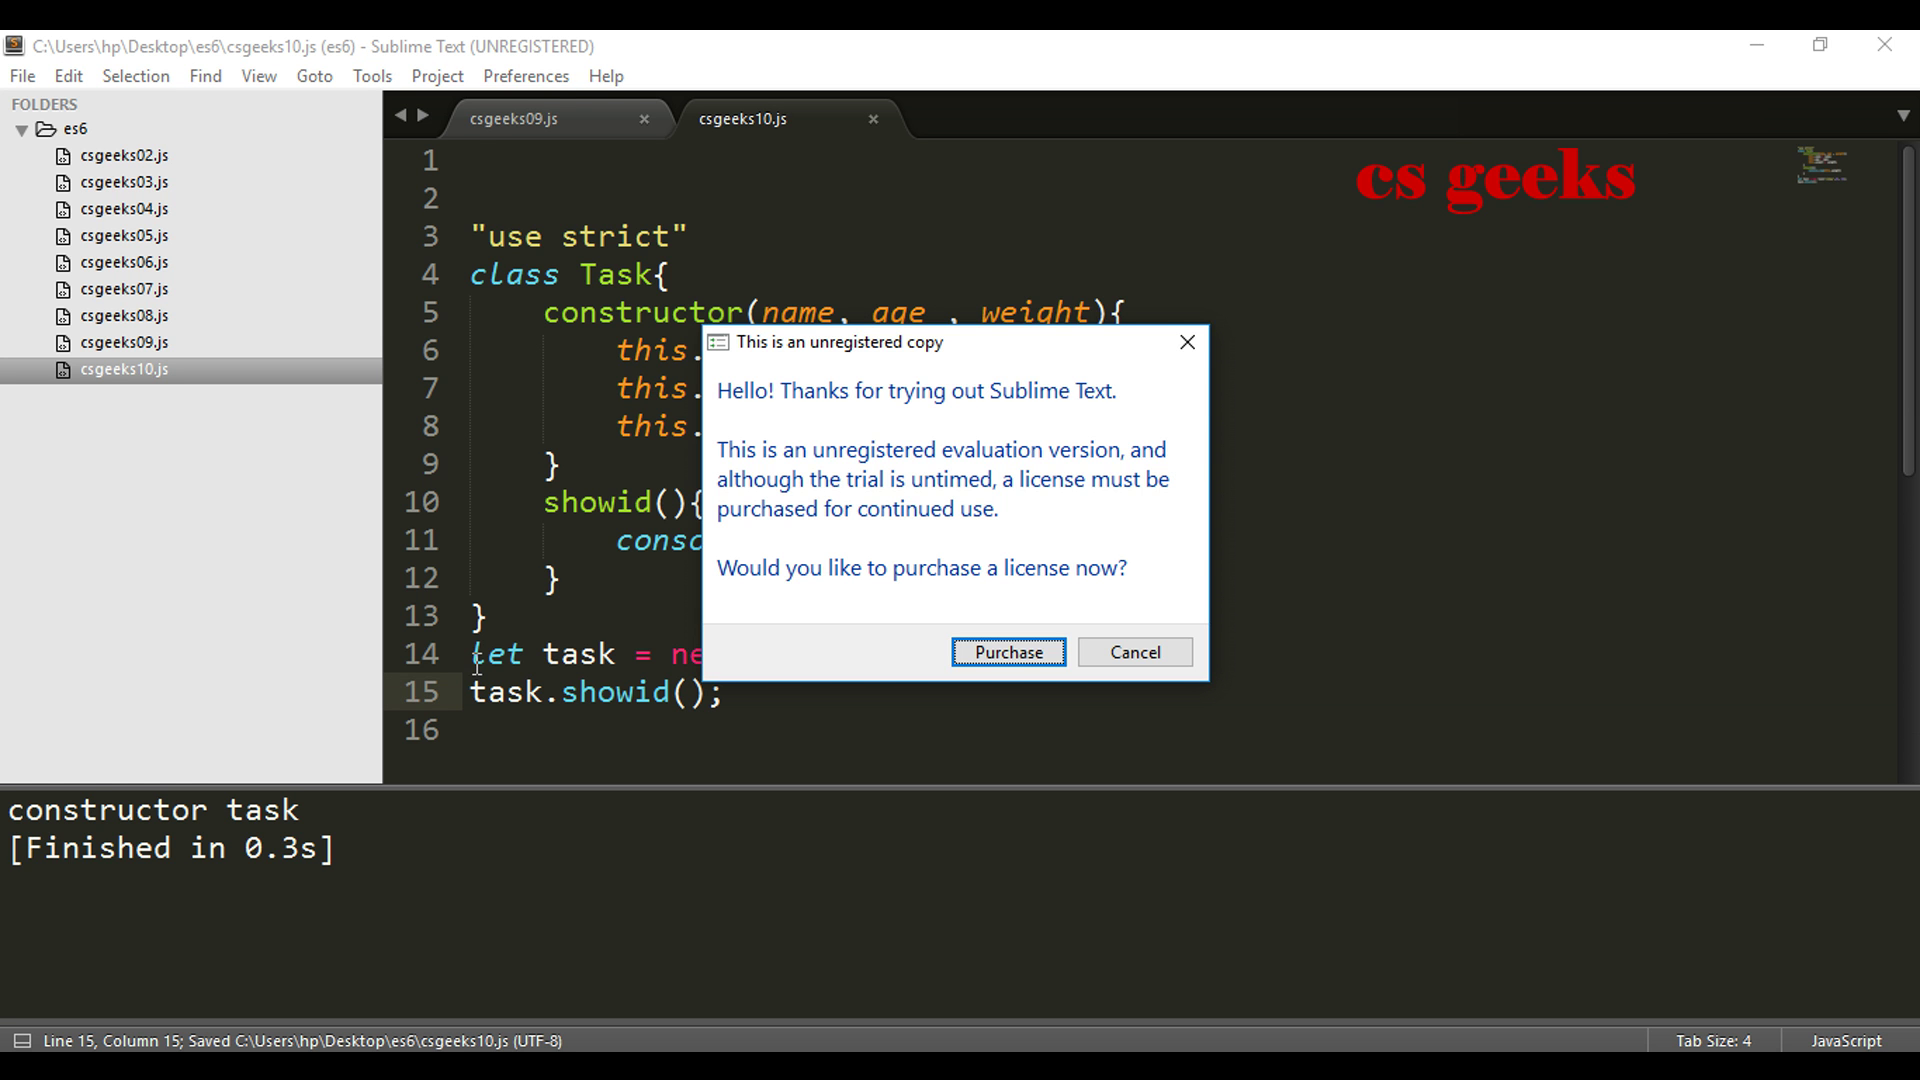 C:\Users\hp\Desktop\es6\csgeeks10.js (es6) - Sublime Text (UNREGISTERED)
File Edit Selection Find View Goto Tools Project Preferences Help
FOLDERS
es6
csgeeks02.js
csgeeks03.js
csgeeks04.js
csgeeks05.js
csgeeks06.js
csgeeks07.js
csgeeks08.js
csgeeks09.js
csgeeks10.js
csgeeks09.js × csgeeks10.js ×
cs geeks
1
2
3 "use strict"
4 class Task{
5 constructor(name, age , weight){
6 this.
7 this.
8 this.
9 }
10 showid(){
11 conso
12 }
13 }
14 let task = ne
15 task.showid();
16
This is an unregistered copy
Hello! Thanks for trying out Sublime Text.
This is an unregistered evaluation version, and
although the trial is untimed, a license must be
purchased for continued use.
Would you like to purchase a license now?
Purchase Cancel
constructor task
[Finished in 0.3s]
Line 15, Column 15; Saved C:\Users\hp\Desktop\es6\csgeeks10.js (UTF-8) Tab Size: 4 JavaScript